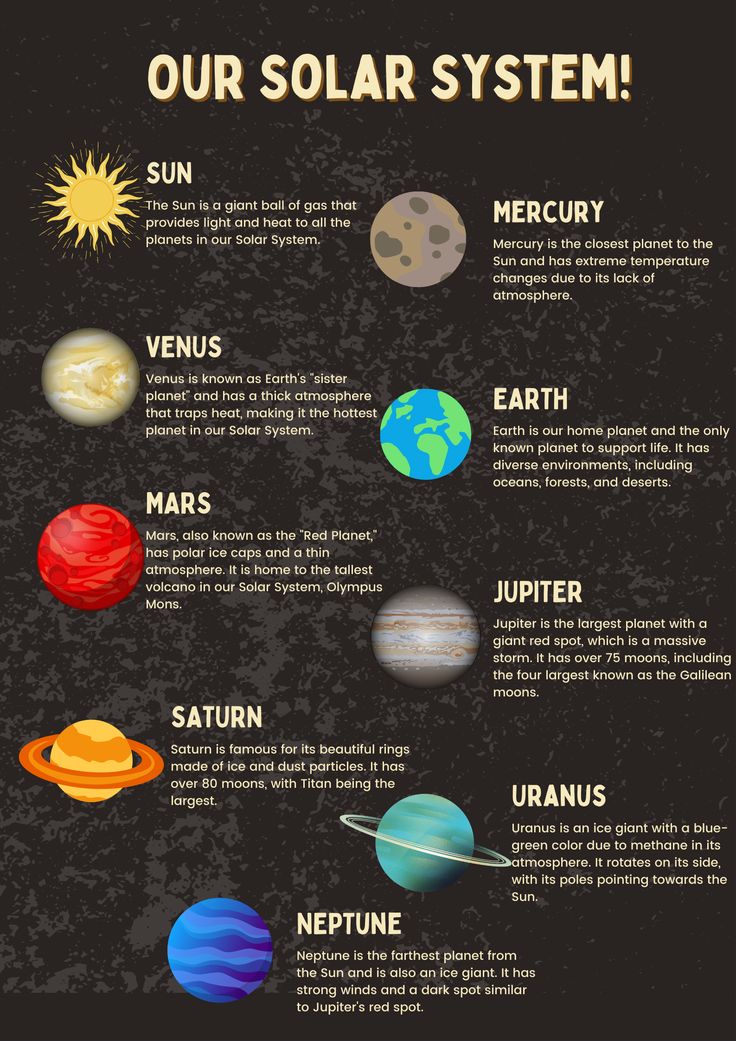 OUR SOLAR SYSTEM!
SUN
The Sun is a giant ball of gas that
provides light and heat to all the
planets in our Solar System.
MERCURY
Mercury is the closest planet to the
Sun and has extreme temperature
changes due to its lack of
atmosphere.
VENUS
Venus is known as Earth's "sister
planet" and has a thick atmosphere
that traps heat, making it the hottest
planet in our Solar System.
EARTH
Earth is our home planet and the only
known planet to support life. It has
diverse environments, including
oceans, forests, and deserts.
MARS
Mars, also known as the "Red Planet,"
has polar ice caps and a thin
atmosphere. It is home to the tallest
volcano in our Solar System, Olympus
Mons.
JUPITER
Jupiter is the largest planet with a
giant red spot, which is a massive
storm. It has over 75 moons, including
the four largest known as the Galilean
moons.
SATURN
Saturn is famous for its beautiful rings
made of ice and dust particles. It has
over 80 moons, with Titan being the
largest.
URANUS
Uranus is an ice giant with a blue-
green color due to methane in its
atmosphere. It rotates on its side,
with its poles pointing towards the
Sun.
NEPTUNE
Neptune is the farthest planet from
the Sun and is also an ice giant. It has
strong winds and a dark spot similar
to Jupiter's red spot.